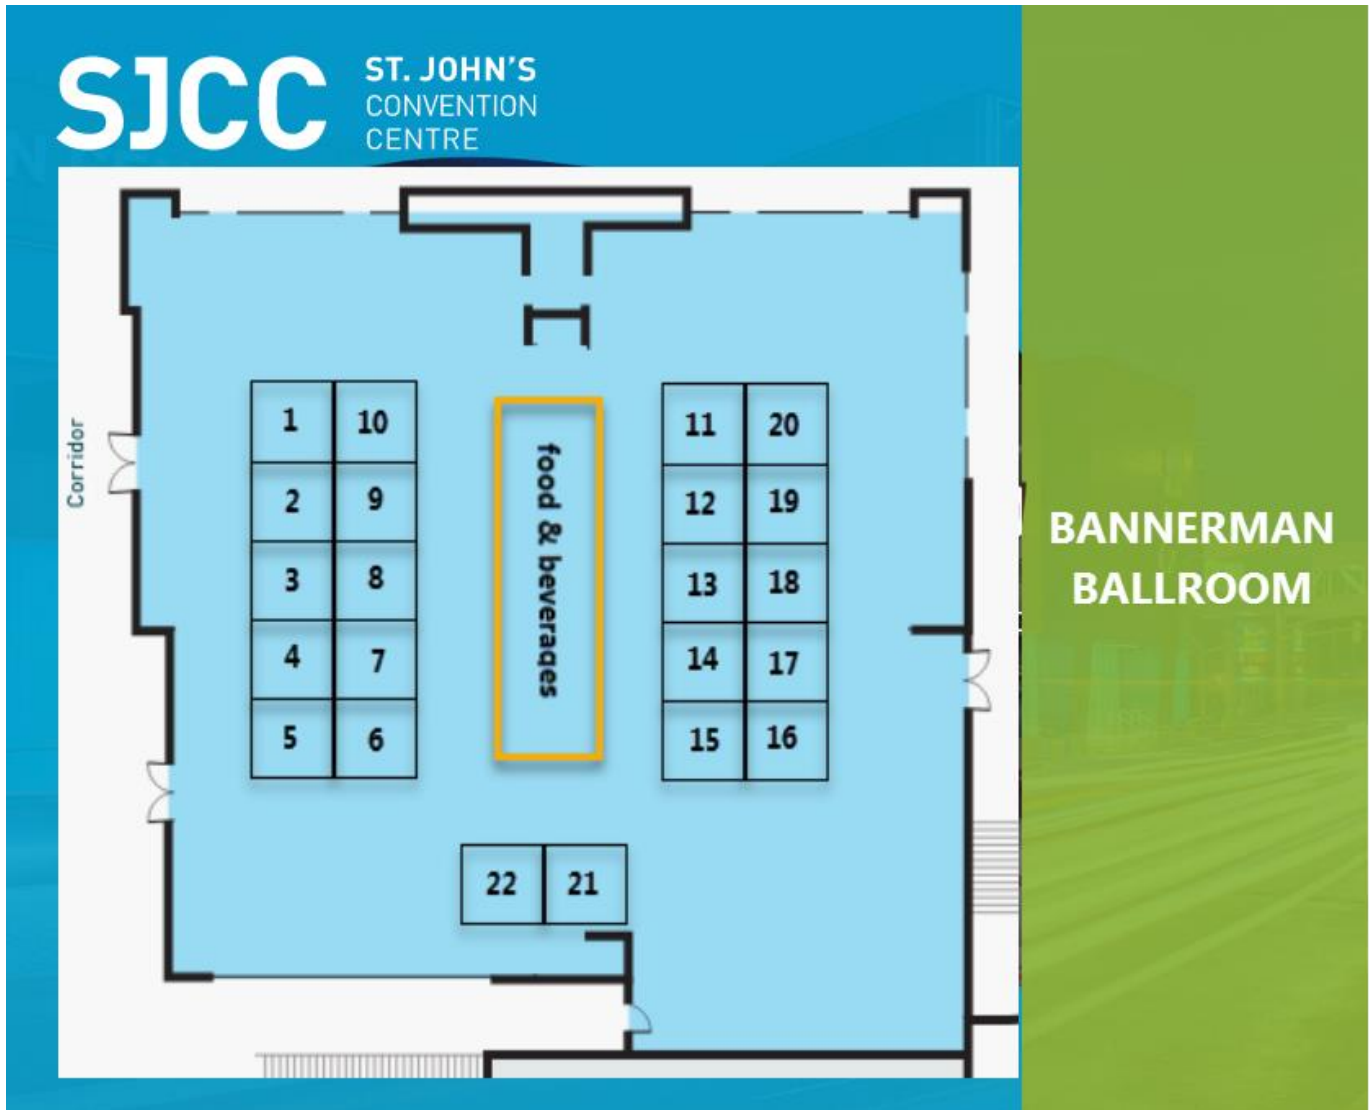 SJCC
ST. JOHN'S
CONVENTION
CENTRE
Corridor
1 10
2 9
3 8
4 7
5 6
food & beverages
11 20
12 19
13 18
14 17
15 16
22 21
BANNERMAN
BALLROOM